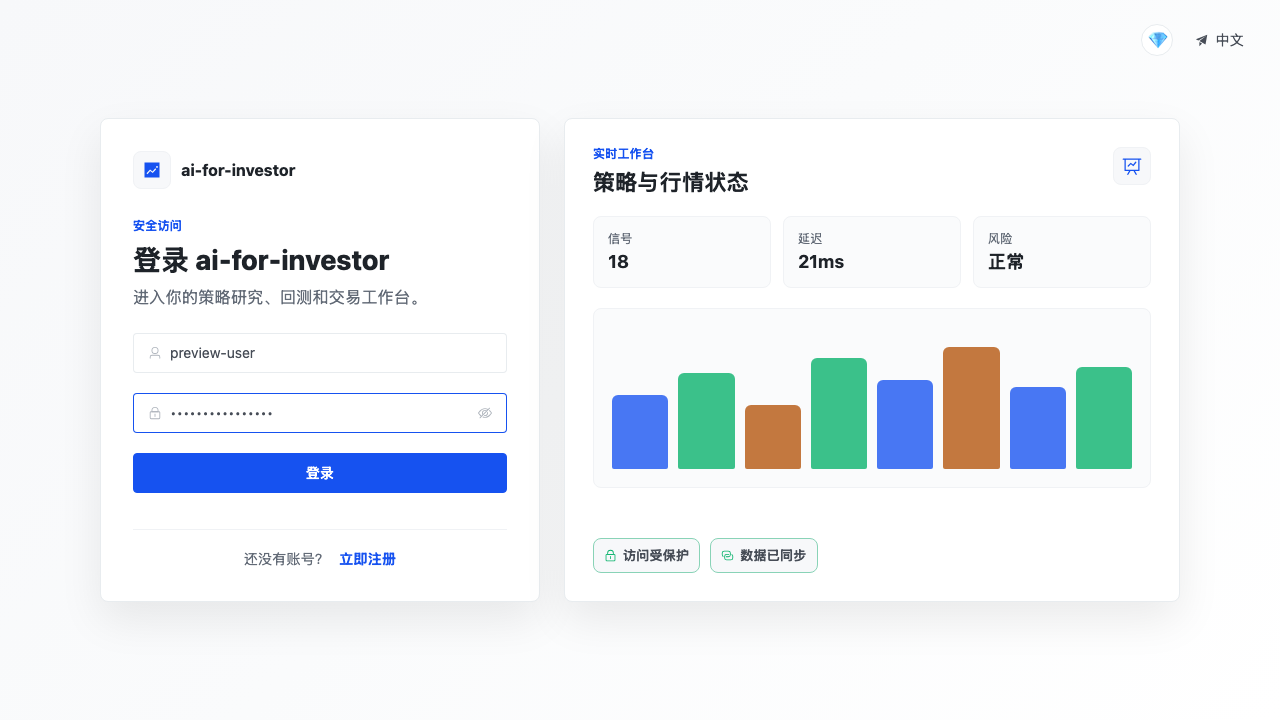 中文
ai-for-investor
安全访问
登录 ai-for-investor
进入你的策略研究、回测和交易工作台。
preview-user
••••••••••••••••
登录
还没有账号? 立即注册
实时工作台
策略与行情状态
信号
18
延迟
21ms
风险
正常
访问受保护
数据已同步